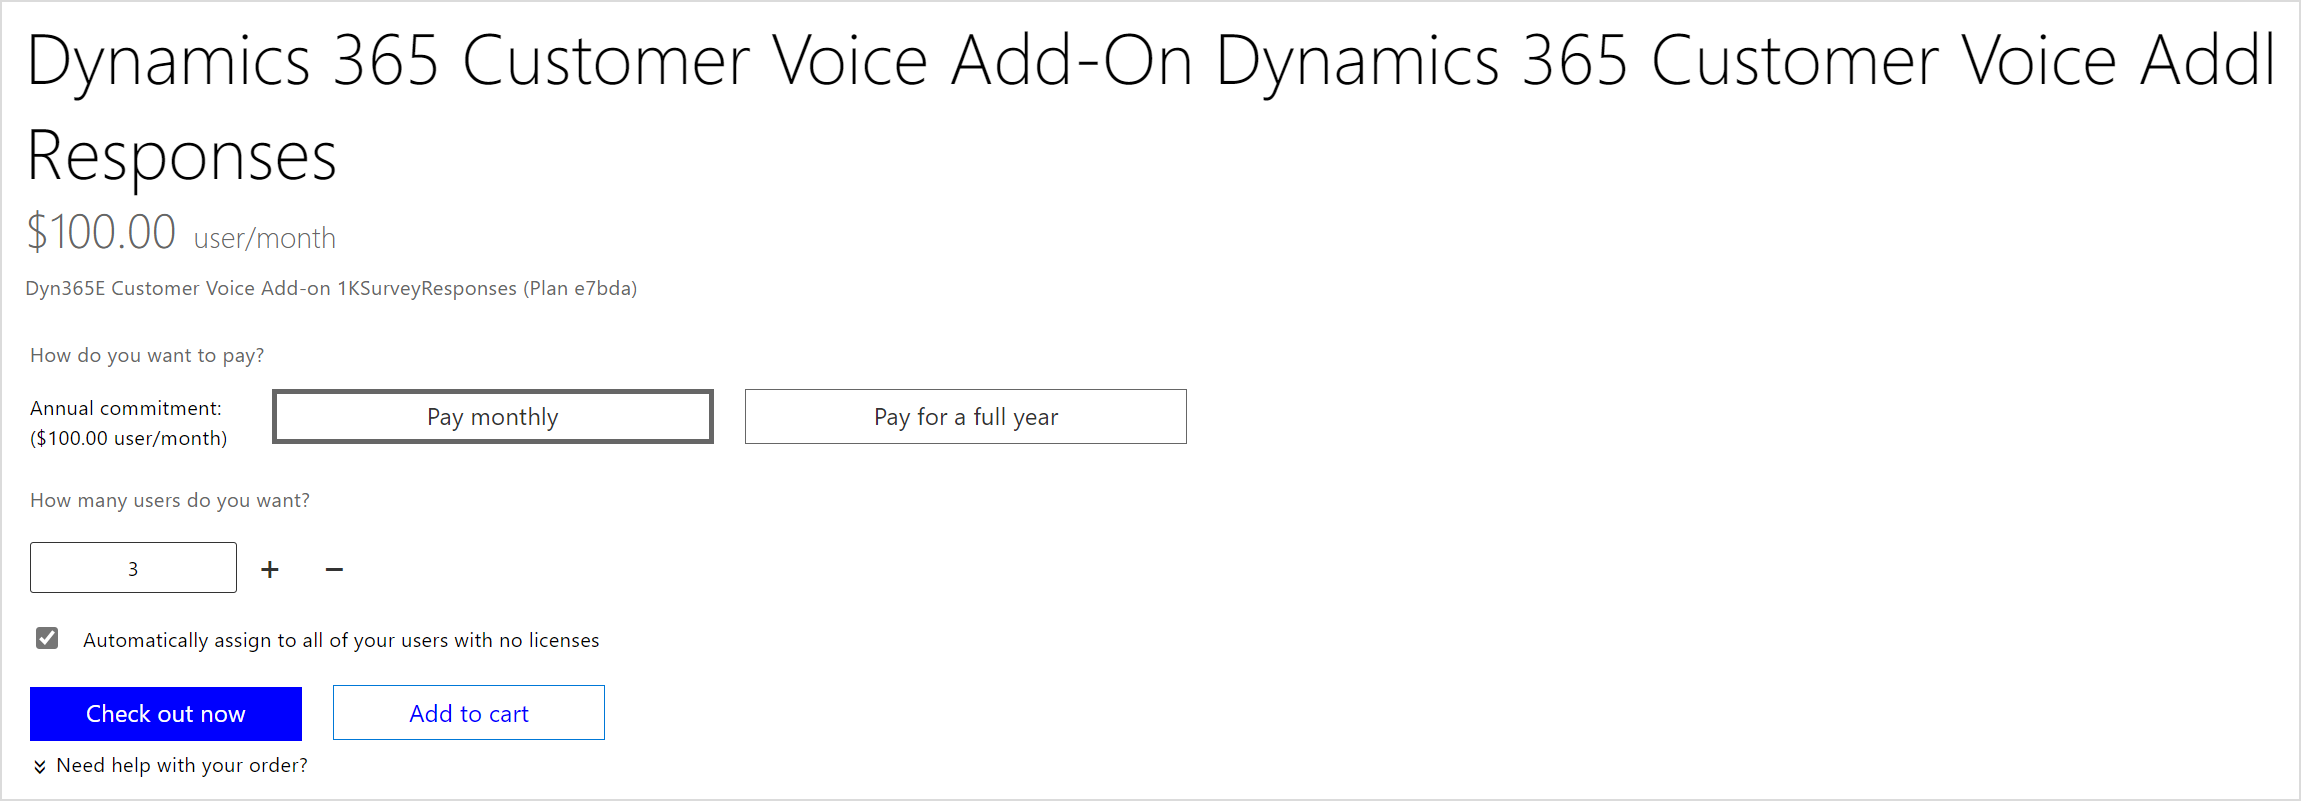 Dynamics 365 Customer Voice Add-On Dynamics 365 Customer Voice Addl
Responses
$100.00 user/month
Dyn365E Customer Voice Add-on 1KSurveyResponses (Plan e7bda)
How do you want to pay?
Annual commitment:
($100.00 user/month)
Pay monthly
Pay for a full year
How many users do you want?
3 + −
Automatically assign to all of your users with no licenses
Check out now
Add to cart
Need help with your order?